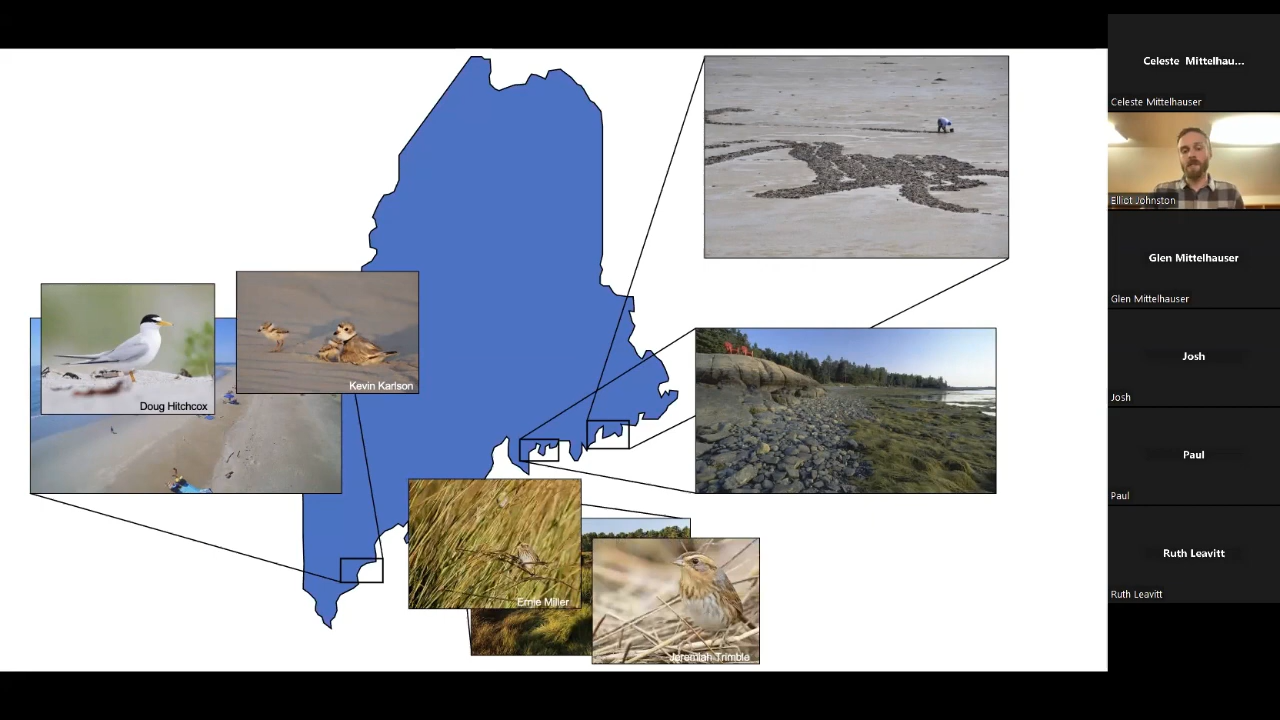 Doug Hitchcox
Kevin Karlson
Ernie Miller
Jeremiah Trimble
Celeste Mittelhau...
Celeste Mittelhauser
Elliot Johnston
Glen Mittelhauser
Glen Mittelhauser
Josh
Josh
Paul
Paul
Ruth Leavitt
Ruth Leavitt